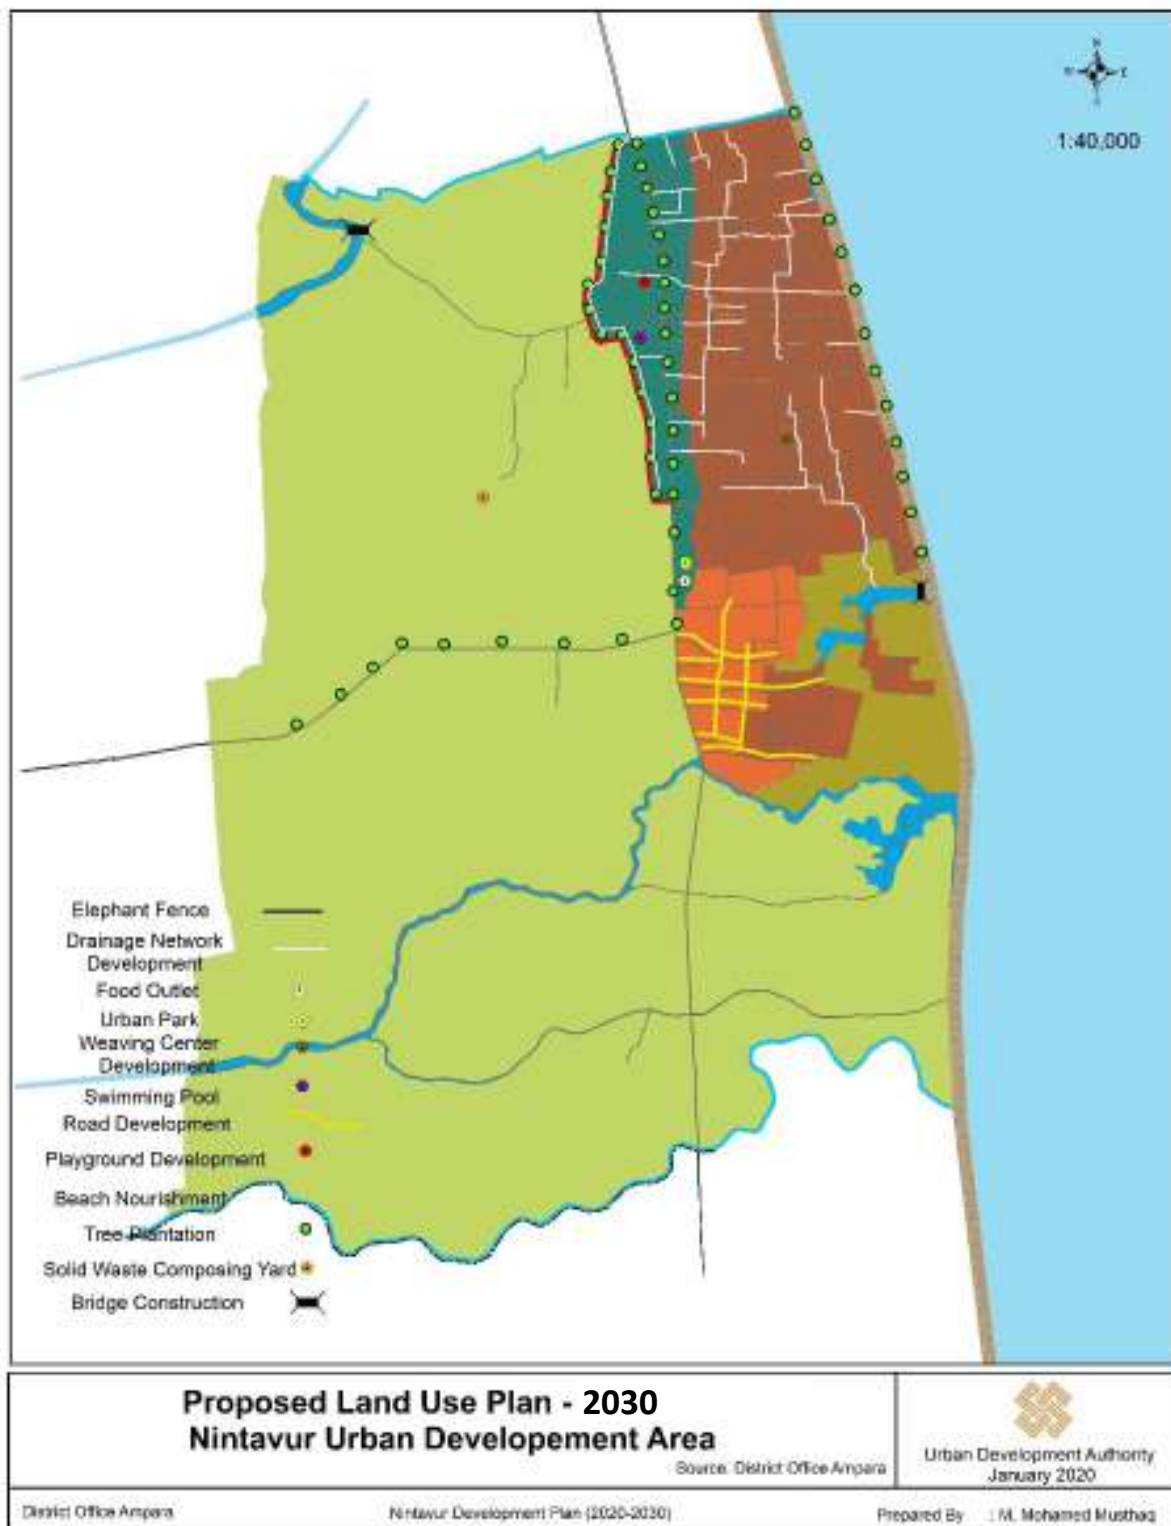 N
W E
S
1:40,000
Elephant Fence
Drainage Network
Development
Food Outlet
Urban Park
Weaving Center
Development
Swimming Pool
Road Development
Playground Development
Beach Nourishment
Tree Plantation
Solid Waste Composing Yard
Bridge Construction
Proposed Land Use Plan - 2030
Nintavur Urban Developement Area
Source: District Office Ampara
Urban Development Authority
January 2020
District Office Ampara
Nintavur Development Plan (2020-2030)
Prepared By : M. Mohamed Musthaq